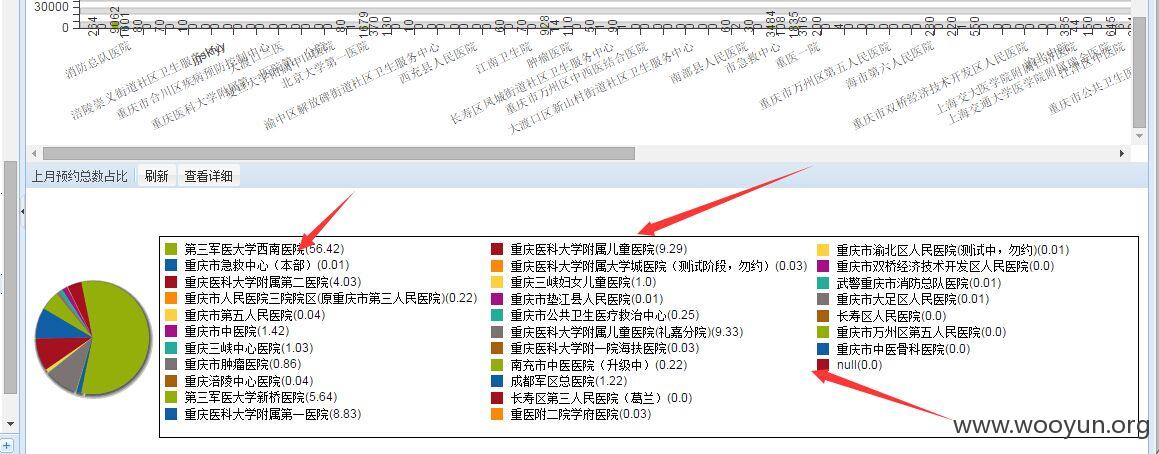 30000
0
消防总队医院
涪陵崇义街道社区卫生服务
重庆市合川区疾病预防控制中心
重庆医科大学附属
北京大学第一医院
渝中区解放碑街道社区卫生服务中心
西充县人民医院
江南卫生院
肿瘤医院
长寿区凤城街道社区卫生服务中心
重庆市万州区中西医结合医院
大渡口区新山村街道社区卫生服务中心
南部县人民医院
市急救中心
重医一院
重庆市万州区第五人民医院
海市第六人民医院
重庆市双桥经济技术开发区人民医院
上海交通大学医学院附属瑞金医院
重庆市公共卫生医
上月预约总数占比 刷新 查看详细
第三军医大学西南医院(56.42)
重庆市急救中心（本部）(0.01)
重庆医科大学附属第二医院(4.03)
重庆市人民医院三院院区(原重庆市第三人民医院)(0.22)
重庆市第五人民医院(0.04)
重庆市中医院(1.42)
重庆三峡中心医院(1.03)
重庆市肿瘤医院(0.86)
重庆涪陵中心医院(0.04)
第三军医大学新桥医院(5.64)
重庆医科大学附属第一医院(8.83)
重庆医科大学附属儿童医院(9.29)
重庆医科大学附属大学城医院（测试阶段，勿约）(0.03)
重庆三峡妇女儿童医院(1.0)
重庆市垫江县人民医院(0.01)
重庆市公共卫生医疗救治中心(0.25)
重庆医科大学附属儿童医院(礼嘉分院)(9.33)
重庆医科大学附一院海扶医院(0.03)
南充市中医医院（升级中）(0.22)
成都军区总医院(1.22)
长寿区第三人民医院（葛兰）(0.0)
重医附二院学府医院(0.03)
重庆市渝北区人民医院(测试中，勿约)(0.01)
重庆市双桥经济技术开发区人民医院(0.0)
武警重庆市消防总队医院(0.01)
重庆市大足区人民医院(0.01)
长寿区人民医院(0.0)
重庆市万州区第五人民医院(0.0)
重庆市中医骨科医院(0.0)
null(0.0)
www.wooyun.org